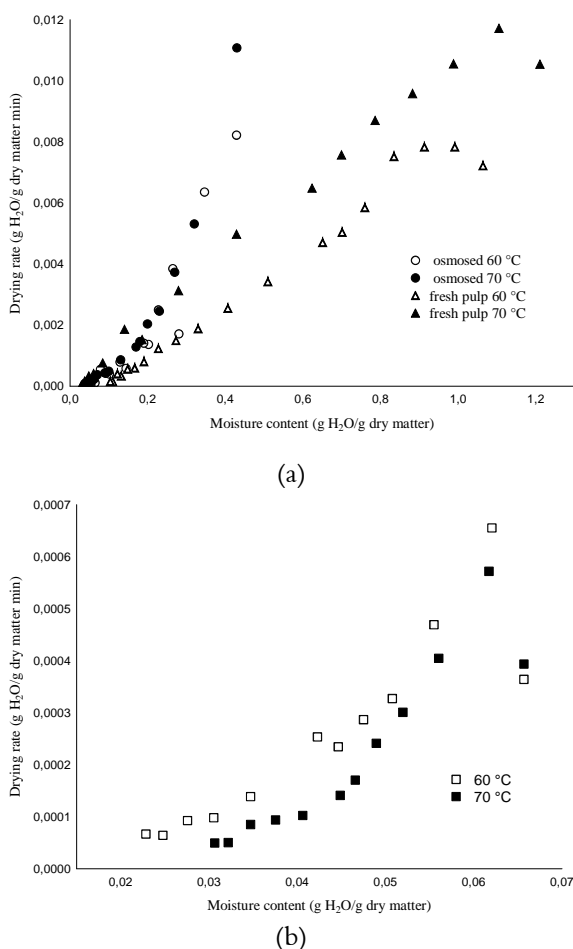 0,012
0,010
0,008
0,006
0,004
0,002
0,000
Drying rate (g H₂O/g dry matter min)
osmosed 60 °C
osmosed 70 °C
fresh pulp 60 °C
fresh pulp 70 °C
0,0 0,2 0,4 0,6 0,8 1,0 1,2
Moisture content (g H₂O/g dry matter)
(a)
0,0007
0,0006
0,0005
0,0004
0,0003
0,0002
0,0001
0,0000
Drying rate (g H₂O/g dry matter min)
60 °C
70 °C
0,02 0,03 0,04 0,05 0,06 0,07
Moisture content (g H₂O/g dry matter)
(b)